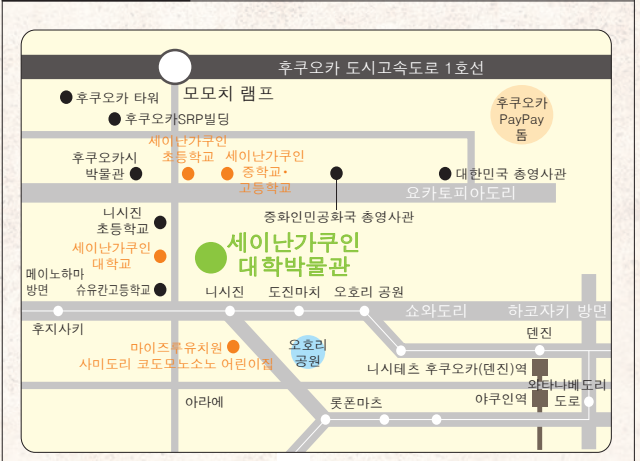 후쿠오카 도시고속도로 1호선
모모치 램프
후쿠오카 타워
후쿠오카
PayPay
돔
후쿠오카SRP빌딩
세이난가쿠인
초등학교
세이난가쿠인
중학교·
고등학교
후쿠오카시
박물관
대한민국 총영사관
요카토피아도리
중화인민공화국 총영사관
니시진
초등학교
세이난가쿠인
대학교
세이난가쿠인
대학박물관
메이노하마
방면
슈유칸고등학교
니시진
도진마치
오호리 공원
쇼와도리
하코자키 방면
후지사키
덴진
마이즈루유치원
사미도리 코도모노소노 어린이집
오호리
공원
니시테츠 후쿠오카(덴진)역
와타나베도리
도로
야쿠인역
아라에
롯폰마츠